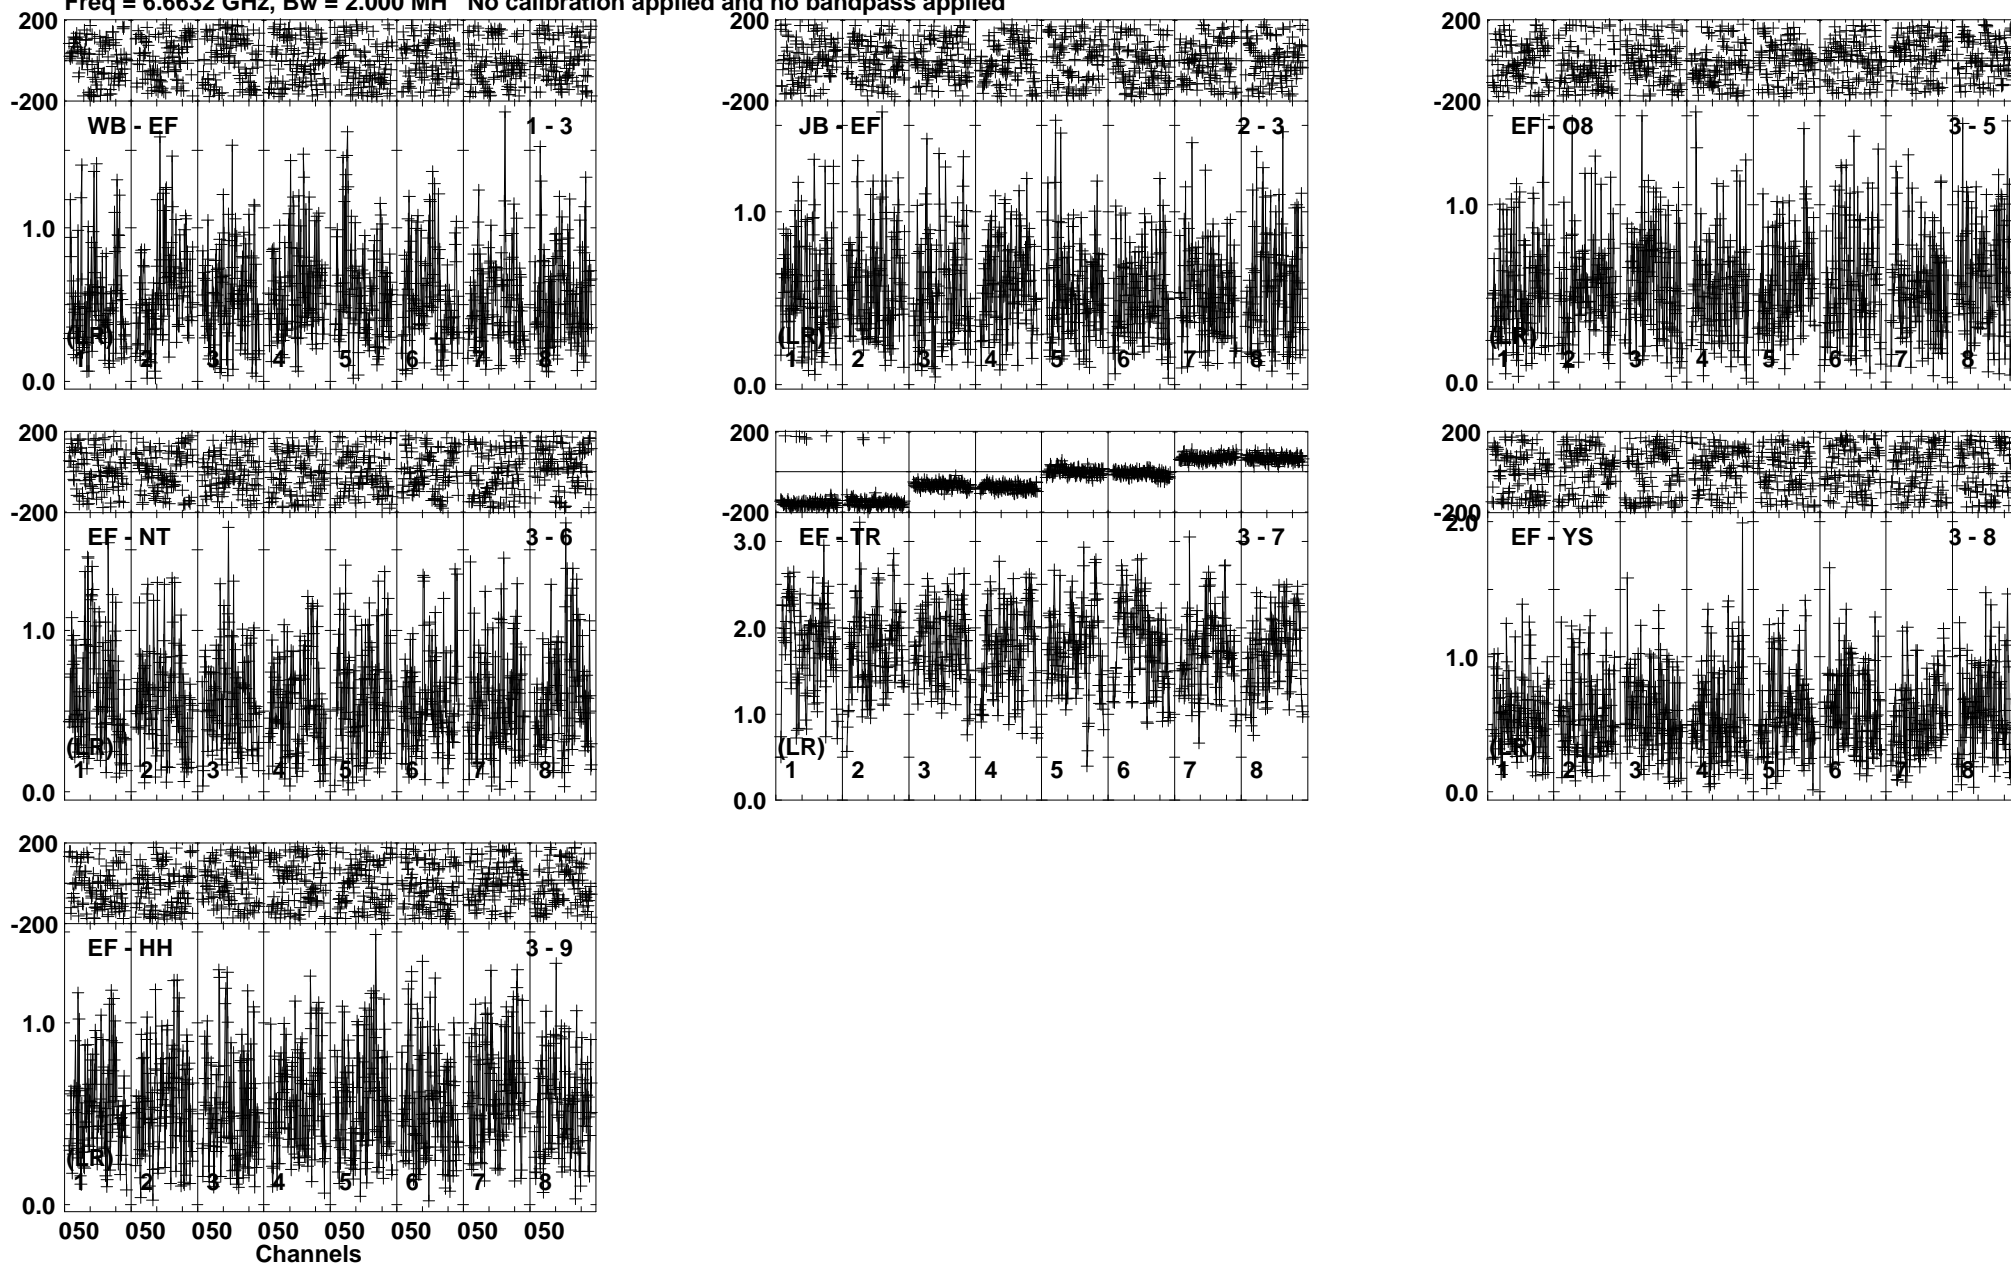 Freq = 6.6632 GHz, Bw = 2.000 MH No calibration applied and no bandpass applied
200
-200
WB - EF 1 - 3
1.0
(LR)
1 2 3 4 5 6 7 8
0.0
200
-200
JB - EF 2 - 3
1.0
(LR)
1 2 3 4 5 6 7 8
0.0
200
-200
EF - O8 3 - 5
1.0
(LR)
1 2 3 4 5 6 7 8
0.0
200
-200
EF - NT 3 - 6
1.0
(LR)
1 2 3 4 5 6 7 8
0.0
200
-200
EF - TR 3 - 7
3.0
2.0
1.0
(LR)
1 2 3 4 5 6 7 8
0.0
200
-200
2.0
EF - YS 3 - 8
1.0
(LR)
1 2 3 4 5 6 7 8
0.0
200
-200
EF - HH 3 - 9
1.0
(LR)
1 2 3 4 5 6 7 8
0.0
050 050 050 050 050 050 050 050
Channels